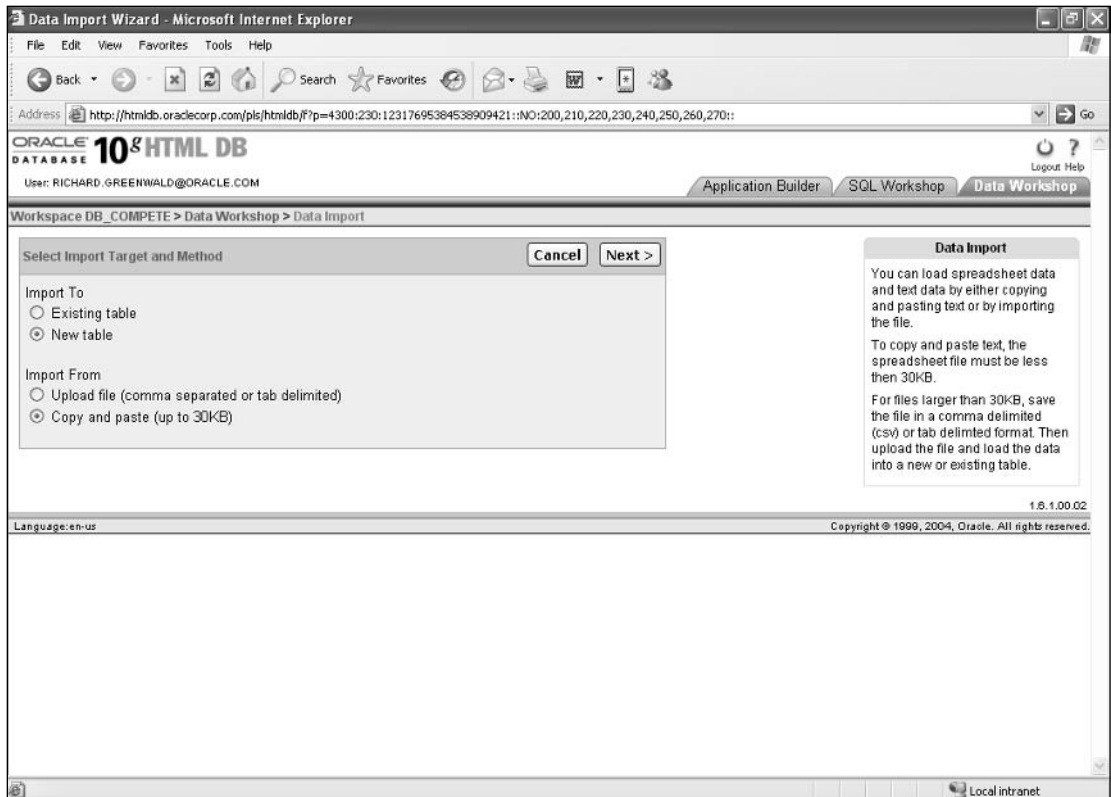 Data Import Wizard - Microsoft Internet Explorer
File Edit View Favorites Tools Help
Back Search Favorites
Address http://htmldb.oraclecorp.com/pls/htmldb/f?p=4300:230:12317695384538909421::NO:200,210,220,230,240,250,260,270:: Go
ORACLE DATABASE 10g HTML DB
Logout Help
User: RICHARD.GREENWALD@ORACLE.COM
Application Builder SQL Workshop Data Workshop
Workspace DB_COMPETE > Data Workshop > Data Import
Select Import Target and Method Cancel Next >
Import To
Existing table
New table
Import From
Upload file (comma separated or tab delimited)
Copy and paste (up to 30KB)
Data Import
You can load spreadsheet data
and text data by either copying
and pasting text or by importing
the file.
To copy and paste text, the
spreadsheet file must be less
then 30KB.
For files larger than 30KB, save
the file in a comma delimited
(csv) or tab delimted format. Then
upload the file and load the data
into a new or existing table.
1.6.1.00.02
Language:en-us Copyright © 1999, 2004, Oracle. All rights reserved.
Local intranet